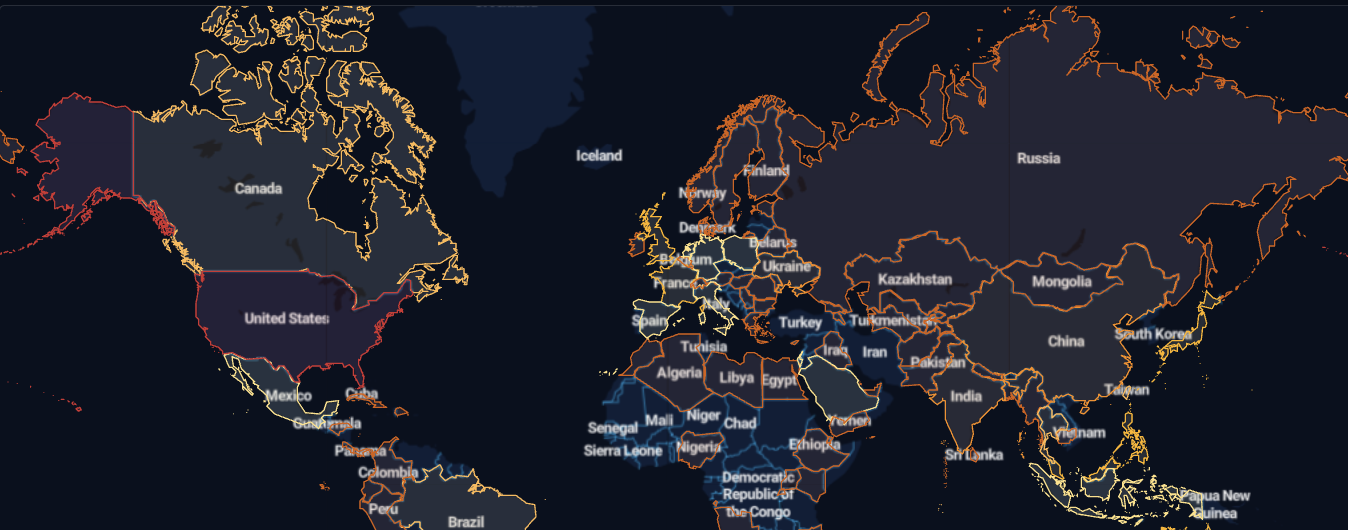 Iceland
Russia
Finland
Canada
Norway
Denmark
Belarus
Belgium
Ukraine
Kazakhstan
Mongolia
France
Italy
United States
Spain
Turkey
Turkmenistan
South Korea
China
Tunisia
Iraq
Iran
Pakistan
Algeria
Libya
Egypt
Mexico
Cuba
India
Taiwan
Guatemala
Senegal
Mali
Niger
Chad
Yemen
Vietnam
Panama
Sierra Leone
Nigeria
Ethiopia
Sri Lanka
Colombia
Democratic
Republic of
the Congo
Peru
Brazil
Papua New
Guinea